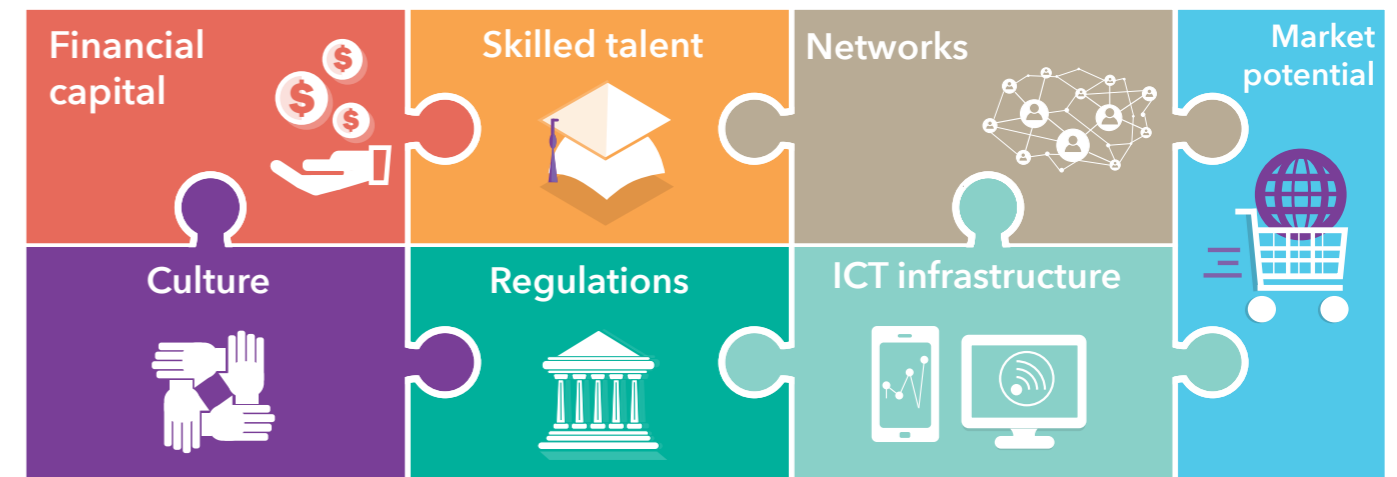 Financial
capital
Skilled talent
Networks
Market
potential
$
$
$
Culture
Regulations
ICT infrastructure